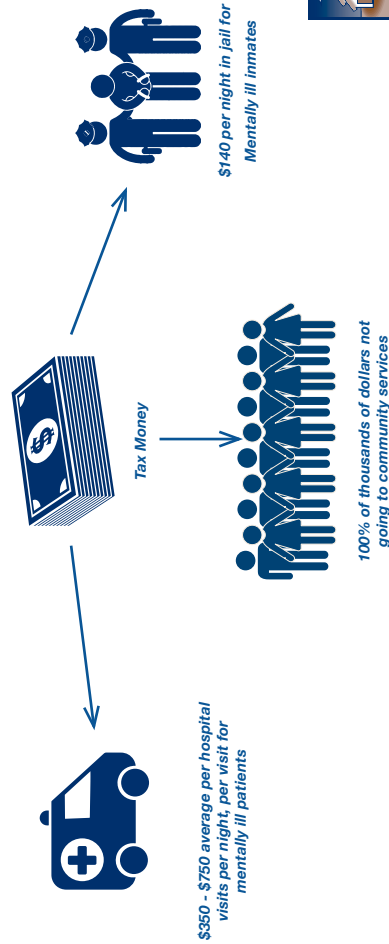 Tax Money
$350 - $750 average per hospital
visits per night, per visit for
mentally ill patients
100% of thousands of dollars not
going to community services
$140 per night in jail for
Mentally ill inmates